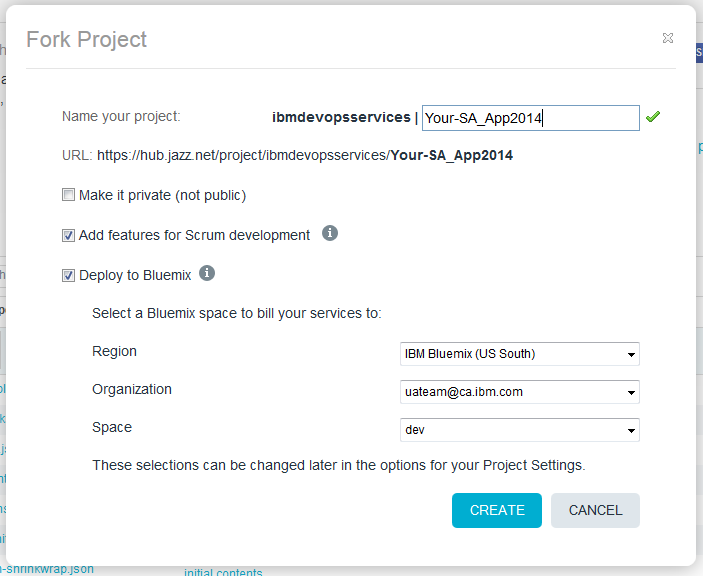 Fork Project
Name your project: ibmdevopsservices | Your-SA_App2014
URL: https://hub.jazz.net/project/ibmdevopsservices/Your-SA_App2014
Make it private (not public)
Add features for Scrum development
Deploy to Bluemix
Select a Bluemix space to bill your services to:
Region IBM Bluemix (US South)
Organization uateam@ca.ibm.com
Space dev
These selections can be changed later in the options for your Project Settings.
CREATE CANCEL
-shrinkwrap.json initial contents